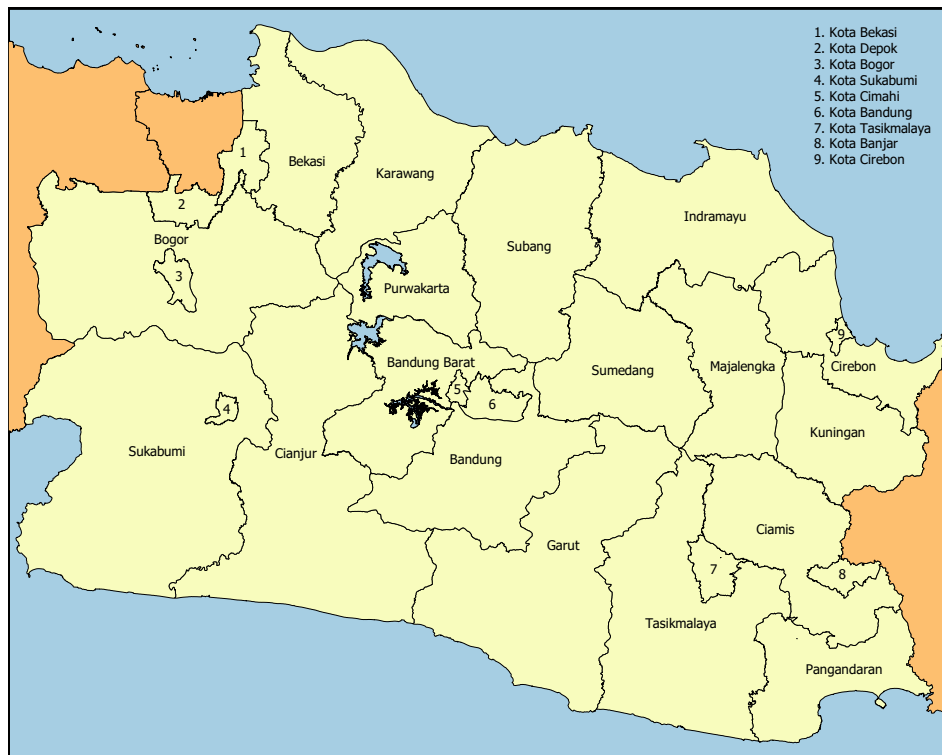 1. Kota Bekasi
2. Kota Depok
3. Kota Bogor
4. Kota Sukabumi
5. Kota Cimahi
6. Kota Bandung
7. Kota Tasikmalaya
8. Kota Banjar
9. Kota Cirebon
1
Bekasi
Karawang
2
Indramayu
Bogor
Subang
3
Purwakarta
9
Bandung Barat
Cirebon
Sumedang
Majalengka
5
6
4
Kuningan
Sukabumi
Cianjur
Bandung
Ciamis
Garut
7
8
Tasikmalaya
Pangandaran